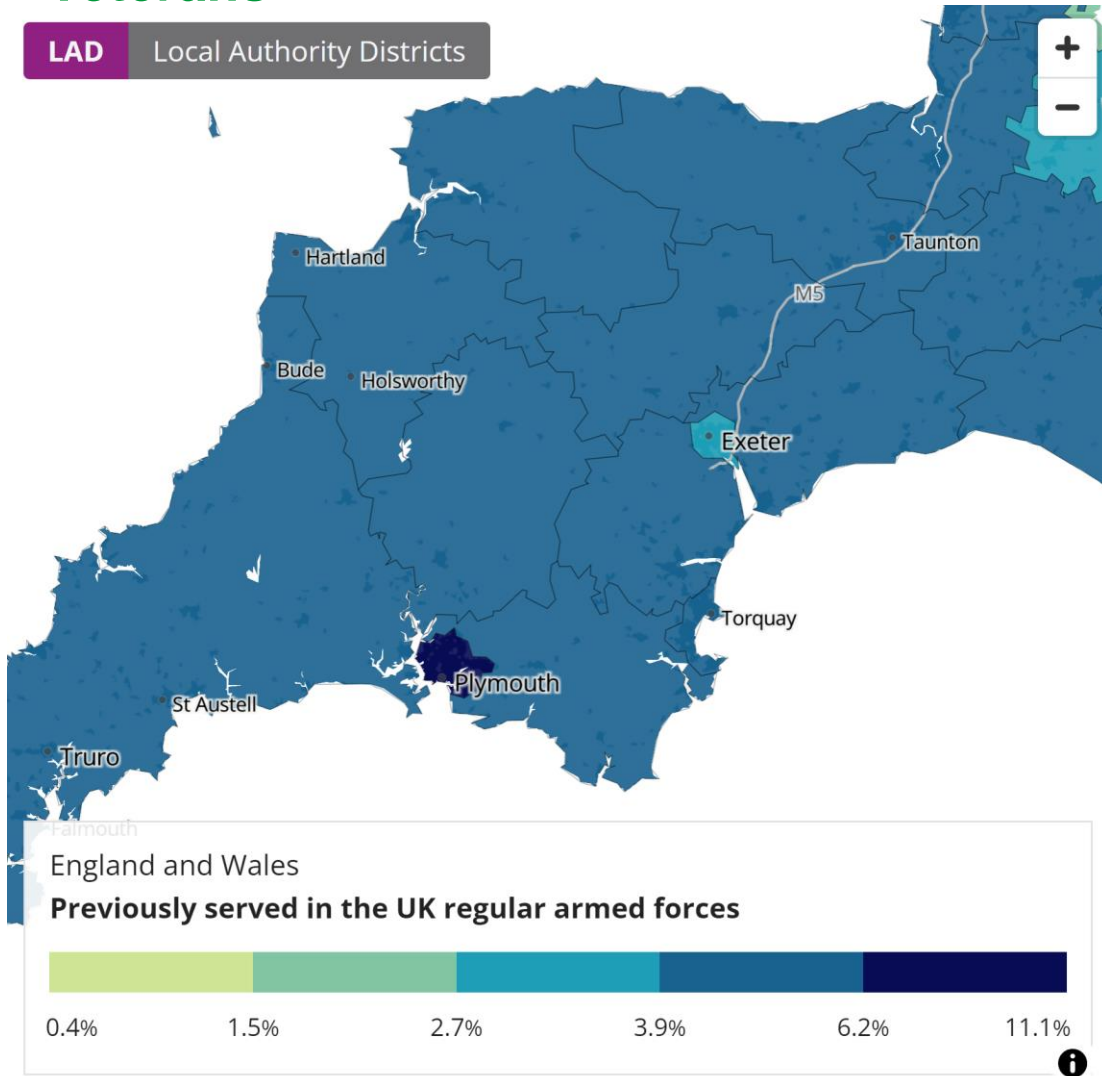 LAD Local Authority Districts
+
−
Hartland
Taunton
M5
Bude
Holsworthy
Exeter
Torquay
Plymouth
St Austell
Truro
Falmouth
England and Wales
Previously served in the UK regular armed forces
0.4% 1.5% 2.7% 3.9% 6.2% 11.1%
i